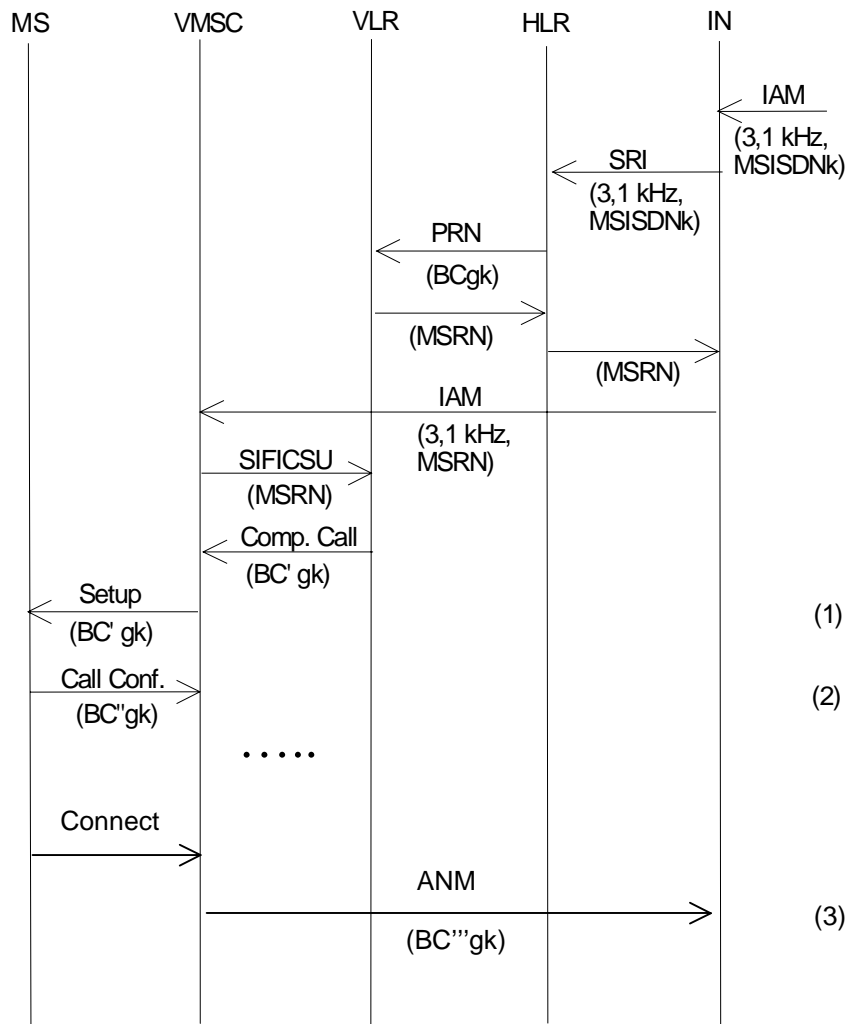 MS VMSC VLR HLR IN
IAM
(3,1 kHz,
MSISDNk)
SRI
(3,1 kHz,
MSISDNk)
PRN
(BCgk)
(MSRN)
(MSRN)
IAM
(3,1 kHz,
MSRN)
SIFICSU
(MSRN)
Comp. Call
(BC' gk)
Setup
(BC' gk)
(1)
Call Conf.
(BC"gk)
(2)
.....
Connect
ANM
(BC’’’gk)
(3)